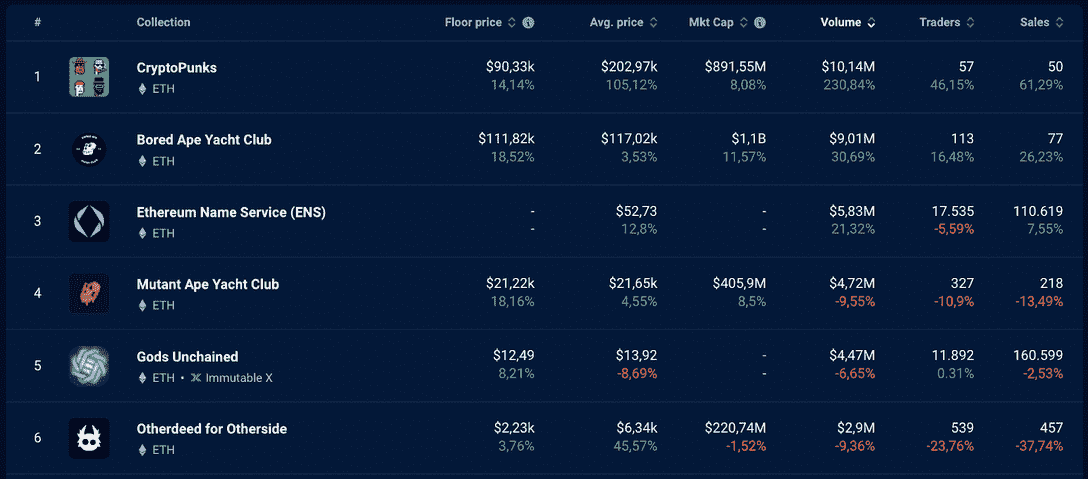 # Collection Floor price Avg. price Mkt Cap Volume Traders Sales
1 CryptoPunks $90,33k $202,97k $891,55M $10,14M 57 50
ETH 14,14% 105,12% 8,08% 230,84% 46,15% 61,29%
2 Bored Ape Yacht Club $111,82k $117,02k $1,1B $9,01M 113 77
ETH 18,52% 3,53% 11,57% 30,69% 16,48% 26,23%
3 Ethereum Name Service (ENS) - $52,73 - $5,83M 17.535 110.619
ETH - 12,8% - 21,32% -5,59% 7,55%
4 Mutant Ape Yacht Club $21,22k $21,65k $405,9M $4,72M 327 218
ETH 18,16% 4,55% 8,5% -9,55% -10,9% -13,49%
5 Gods Unchained $12,49 $13,92 - $4,47M 11.892 160.599
ETH • Immutable X 8,21% -8,69% - -6,65% 0.31% -2,53%
6 Otherdeed for Otherside $2,23k $6,34k $220,74M $2,9M 539 457
ETH 3,76% 45,57% -1,52% -9,36% -23,76% -37,74%